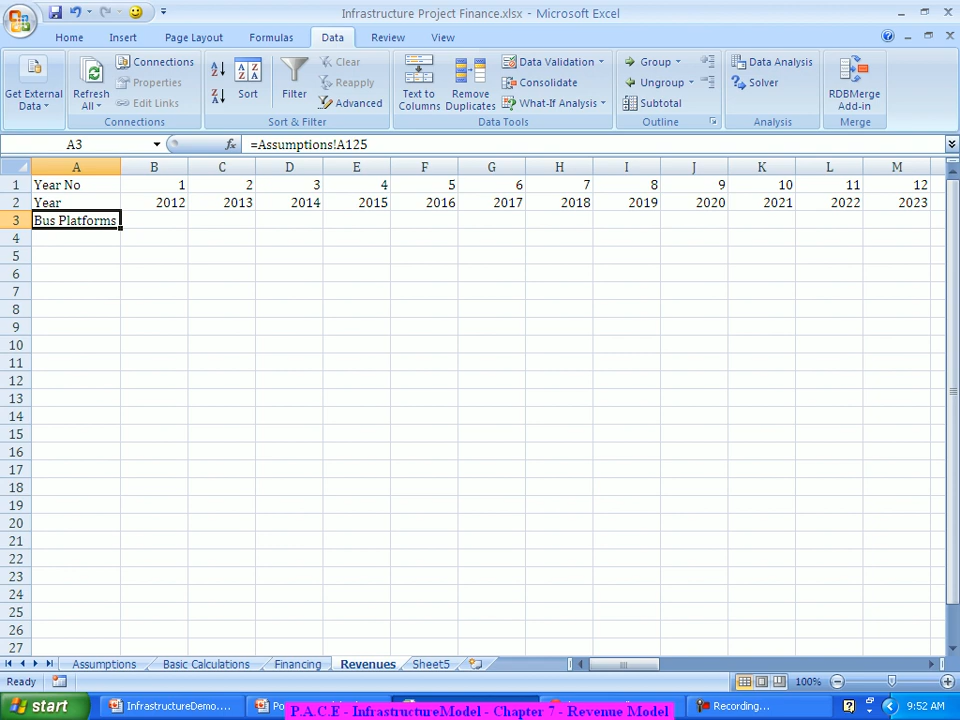 Infrastructure Project Finance.xlsx - Microsoft Excel
Home Insert Page Layout Formulas Data Review View
Get External Data
Refresh All
Connections
Properties
Edit Links
Connections
Sort
Filter
Clear
Reapply
Advanced
Sort & Filter
Text to Columns
Remove Duplicates
Data Validation
Consolidate
What-If Analysis
Data Tools
Group
Ungroup
Subtotal
Outline
Data Analysis
Solver
Analysis
RDBMerge Add-in
Merge
A3 fx =Assumptions!A125
A B C D E F G H I J K L M
1 Year No 1 2 3 4 5 6 7 8 9 10 11 12
2 Year 2012 2013 2014 2015 2016 2017 2018 2019 2020 2021 2022 2023
3 Bus Platforms
4
5
6
7
8
9
10
11
12
13
14
15
16
17
18
19
20
21
22
23
24
25
26
27
Assumptions Basic Calculations Financing Revenues Sheet5
Ready 100%
start InfrastructureDemo.... Po Recording... 9:52 AM
P.A.C.E - InfrastructureModel - Chapter 7 - Revenue Model